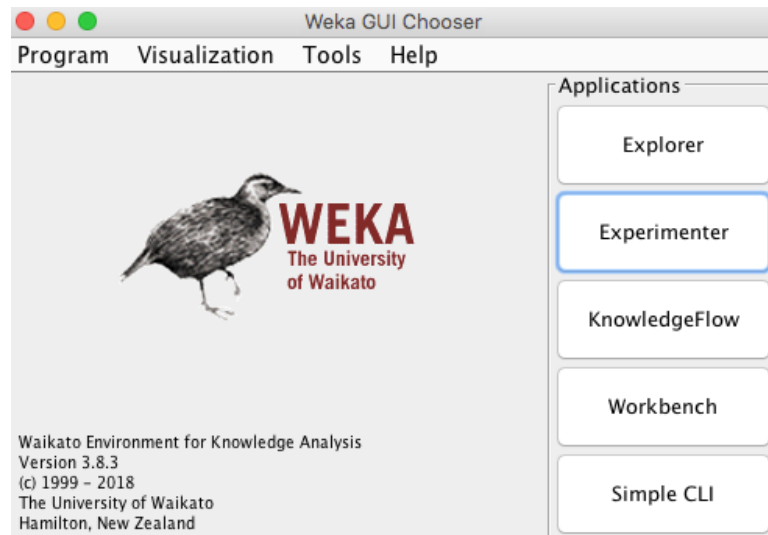 Weka GUI Chooser
Program Visualization Tools Help
Applications
Explorer
Experimenter
KnowledgeFlow
Workbench
Simple CLI
WEKA
The University
of Waikato
Waikato Environment for Knowledge Analysis
Version 3.8.3
(c) 1999 – 2018
The University of Waikato
Hamilton, New Zealand